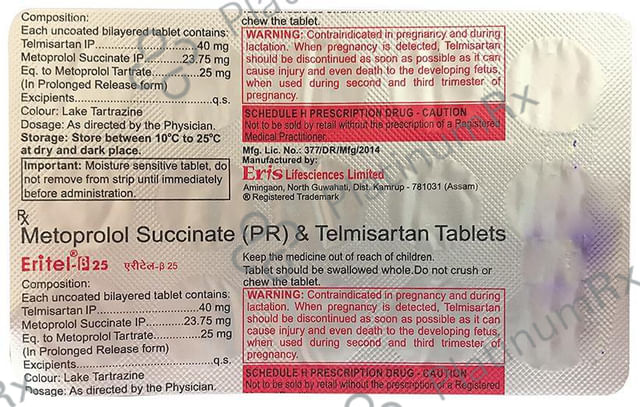 chew the tablet.
Composition:
Each uncoated bilayered tablet contains:
Telmisartan IP...................40 mg
Metoprolol Succinate IP....23.75 mg
Eq. to Metoprolol Tartrate.............25 mg
(In Prolonged Release form)
Excipients.............................q.s.
Colour: Lake Tartrazine
Dosage: As directed by the Physician.
Storage: Store between 10°C to 25°C
at dry and dark place.
Important: Moisture sensitive tablet, do
not remove from strip until immediately
before administration.
WARNING: Contraindicated in pregnancy and during
lactation. When pregnancy is detected, Telmisartan
should be discontinued as soon as possible as it can
cause injury and even death to the developing fetus,
when used during second and third trimester of
pregnancy.
SCHEDULE H PRESCRIPTION DRUG - CAUTION
Not to be sold by retail without the prescription of a Registered
Medical Practitioner.
Mfg. Lic. No.: 377/DR/Mfg/2014
Manufactured by:
Eris Lifesciences Limited
Amingaon, North Guwahati, Dist. Kamrup - 781031 (Assam)
® Registered Trademark
Rx
Metoprolol Succinate (PR) & Telmisartan Tablets
Eritel®-β 25 एरीटेल-β 25
Keep the medicine out of reach of children.
Tablet should be swallowed whole. Do not crush or
chew the tablet.
Composition:
Each uncoated bilayered tablet contains:
Telmisartan IP...................40 mg
Metoprolol Succinate IP.......23.75 mg
Eq. to Metoprolol Tartrate.............25 mg
(In Prolonged Release form)
Excipients.............................q.s.
Colour: Lake Tartrazine
Dosage: As directed by the Physician.
WARNING: Contraindicated in pregnancy and during
lactation. When pregnancy is detected, Telmisartan
should be discontinued as soon as possible as it can
cause injury and even death to the developing fetus,
when used during second and third trimester of
pregnancy.
SCHEDULE H PRESCRIPTION DRUG - CAUTION
Not to be sold by retail without the prescription of a Registered
PlatinumRx